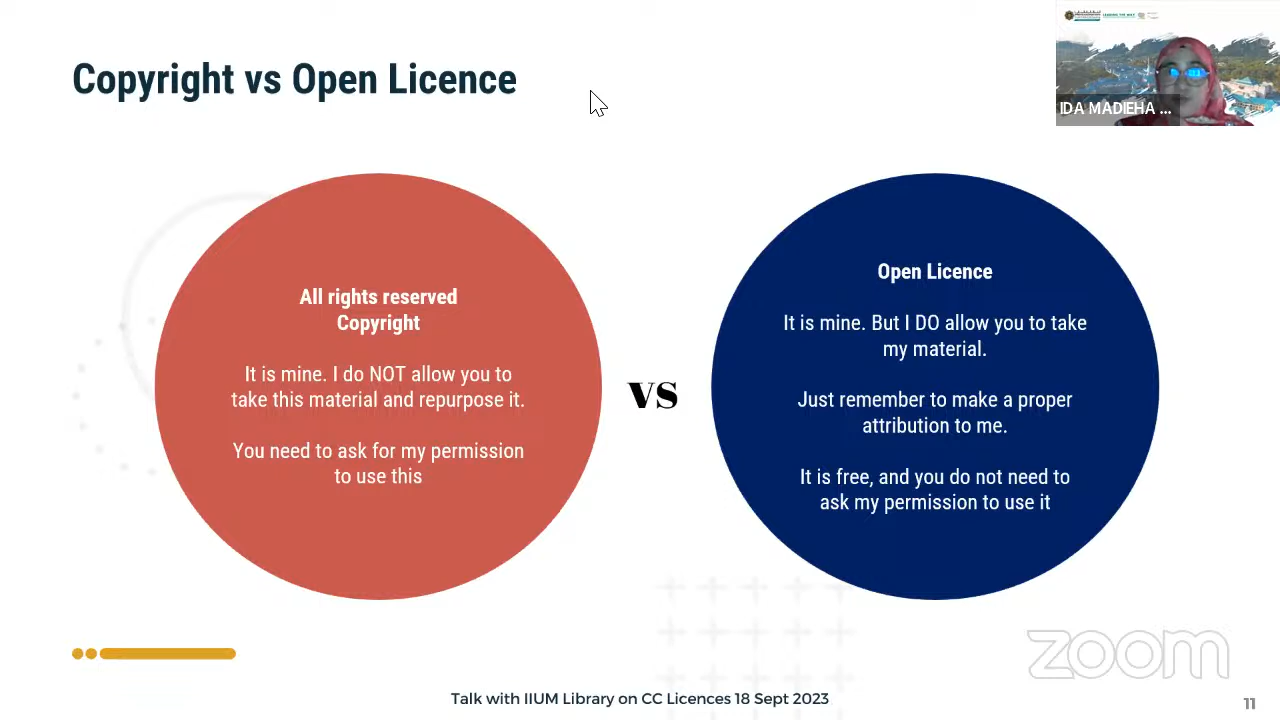 Copyright vs Open Licence
LEADING THE WAY
IDA MADIEHA ...
All rights reserved
Copyright
It is mine. I do NOT allow you to
take this material and repurpose it.
You need to ask for my permission
to use this
vs
Open Licence
It is mine. But I DO allow you to take
my material.
Just remember to make a proper
attribution to me.
It is free, and you do not need to
ask my permission to use it
zoom
Talk with IIUM Library on CC Licences 18 Sept 2023
11